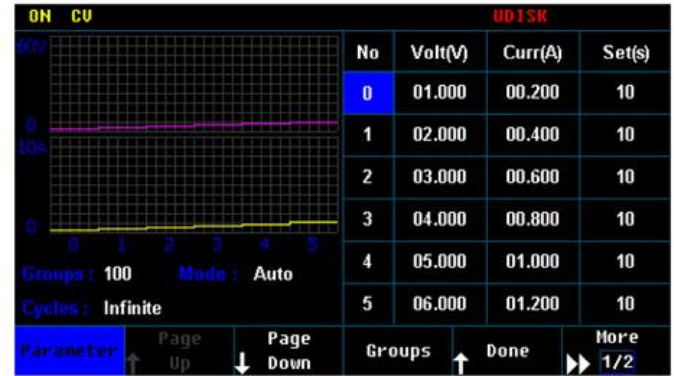 ON CV UDISK
60V
0
10A
0
0 1 2 3 4 5
Groups : 100 Mode : Auto
Cycles : Infinite
No Volt(V) Curr(A) Set(s)
0 01.000 00.200 10
1 02.000 00.400 10
2 03.000 00.600 10
3 04.000 00.800 10
4 05.000 01.000 10
5 06.000 01.200 10
Parameter
Page Up
Page Down
Groups
Done
More 1/2